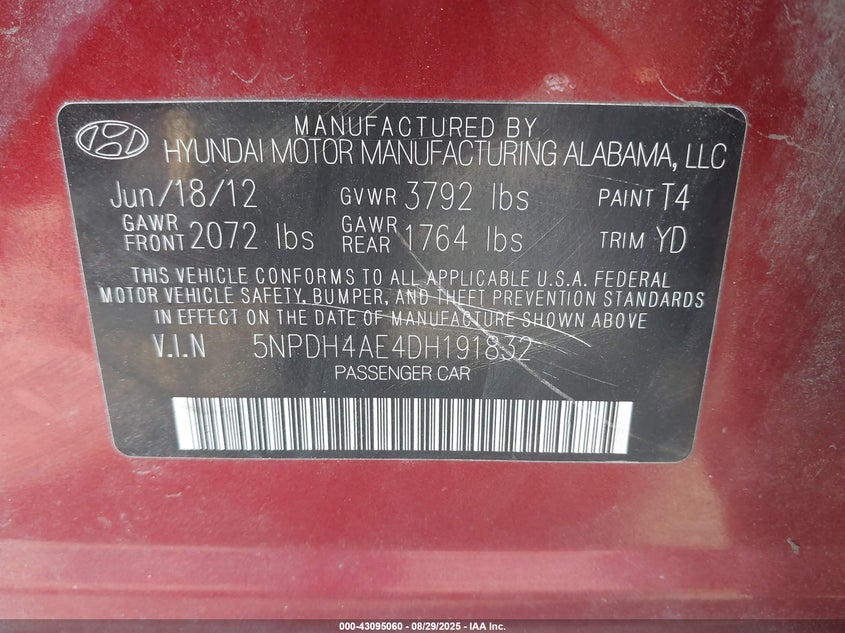 MANUFACTURED BY
HYUNDAI MOTOR MANUFACTURING ALABAMA, LLC
Jun/18/12 GVWR 3792 lbs PAINT T4
GAWR FRONT 2072 lbs GAWR REAR 1764 lbs TRIM YD
THIS VEHICLE CONFORMS TO ALL APPLICABLE U.S.A. FEDERAL
MOTOR VEHICLE SAFETY, BUMPER, AND THEFT PREVENTION STANDARDS
IN EFFECT ON THE DATE OF MANUFACTURING SHOWN ABOVE.
V.I.N 5NPDH4AE4DH191832
PASSENGER CAR
000-43095060 - 08/29/2025 - IAA Inc.